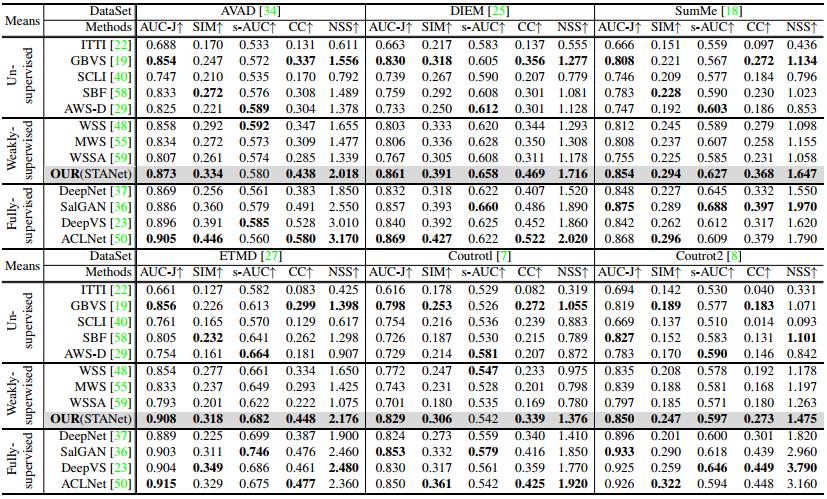 Means DataSet AVAD [34] DIEM [25] SumMe [18]
Methods AUC-J↑ SIM↑ s-AUC↑ CC↑ NSS↑ AUC-J↑ SIM↑ s-AUC↑ CC↑ NSS↑ AUC-J↑ SIM↑ s-AUC↑ CC↑ NSS↑
Un-supervised
ITTI [22] 0.688 0.170 0.533 0.131 0.611 0.663 0.217 0.583 0.137 0.555 0.666 0.151 0.559 0.097 0.436
GBVS [19] 0.854 0.247 0.572 0.337 1.556 0.830 0.318 0.605 0.356 1.277 0.808 0.221 0.567 0.272 1.134
SCLI [40] 0.747 0.210 0.535 0.170 0.792 0.739 0.267 0.590 0.207 0.779 0.746 0.209 0.577 0.184 0.796
SBF [58] 0.833 0.272 0.576 0.308 1.489 0.759 0.292 0.608 0.301 1.081 0.783 0.228 0.590 0.230 1.023
AWS-D [29] 0.825 0.221 0.589 0.304 1.378 0.733 0.250 0.612 0.301 1.128 0.747 0.192 0.603 0.186 0.853
Weakly-supervised
WSS [48] 0.858 0.292 0.592 0.347 1.655 0.803 0.333 0.620 0.344 1.293 0.812 0.245 0.589 0.279 1.098
MWS [55] 0.834 0.272 0.573 0.309 1.477 0.806 0.336 0.628 0.350 1.308 0.808 0.237 0.607 0.258 1.155
WSSA [59] 0.807 0.261 0.574 0.285 1.339 0.767 0.305 0.608 0.311 1.178 0.755 0.225 0.585 0.231 1.058
OUR(STANet) 0.873 0.334 0.580 0.438 2.018 0.861 0.391 0.658 0.469 1.716 0.854 0.294 0.627 0.368 1.647
Fully-supervised
DeepNet [37] 0.869 0.256 0.561 0.383 1.850 0.832 0.318 0.622 0.407 1.520 0.848 0.227 0.645 0.332 1.550
SalGAN [36] 0.886 0.360 0.579 0.491 2.550 0.857 0.393 0.660 0.486 1.890 0.875 0.289 0.688 0.397 1.970
DeepVS [23] 0.896 0.391 0.585 0.528 3.010 0.840 0.392 0.625 0.452 1.860 0.842 0.262 0.612 0.317 1.620
ACLNet [50] 0.905 0.446 0.560 0.580 3.170 0.869 0.427 0.622 0.522 2.020 0.868 0.296 0.609 0.379 1.790
Means DataSet ETMD [27] Coutrotl [7] Coutrot2 [8]
Methods AUC-J↑ SIM↑ s-AUC↑ CC↑ NSS↑ AUC-J↑ SIM↑ s-AUC↑ CC↑ NSS↑ AUC-J↑ SIM↑ s-AUC↑ CC↑ NSS↑
Un-supervised
ITTI [22] 0.661 0.127 0.582 0.083 0.425 0.616 0.178 0.529 0.082 0.319 0.694 0.142 0.530 0.040 0.331
GBVS [19] 0.856 0.226 0.613 0.299 1.398 0.798 0.253 0.526 0.272 1.055 0.819 0.189 0.577 0.183 1.071
SCLI [40] 0.761 0.165 0.570 0.129 0.617 0.754 0.216 0.536 0.239 0.883 0.669 0.137 0.510 0.014 0.093
SBF [58] 0.805 0.232 0.641 0.262 1.298 0.726 0.187 0.530 0.215 0.789 0.827 0.152 0.583 0.131 1.101
AWS-D [29] 0.754 0.161 0.664 0.181 0.907 0.729 0.214 0.581 0.207 0.872 0.783 0.170 0.590 0.146 0.842
Weakly-supervised
WSS [48] 0.854 0.277 0.661 0.334 1.650 0.772 0.247 0.547 0.233 0.975 0.835 0.208 0.578 0.192 1.178
MWS [55] 0.833 0.237 0.649 0.293 1.425 0.743 0.231 0.528 0.201 0.798 0.839 0.188 0.581 0.168 1.197
WSSA [59] 0.793 0.201 0.622 0.222 1.075 0.701 0.180 0.535 0.169 0.780 0.797 0.185 0.571 0.180 1.263
OUR(STANet) 0.908 0.318 0.682 0.448 2.176 0.829 0.306 0.542 0.339 1.376 0.850 0.247 0.597 0.273 1.475
Fully-supervised
DeepNet [37] 0.889 0.225 0.699 0.387 1.900 0.824 0.273 0.559 0.340 1.410 0.896 0.201 0.600 0.301 1.820
SalGAN [36] 0.903 0.311 0.746 0.476 2.460 0.853 0.332 0.579 0.416 1.850 0.933 0.290 0.618 0.439 2.960
DeepVS [23] 0.904 0.349 0.686 0.461 2.480 0.830 0.317 0.561 0.359 1.770 0.925 0.259 0.646 0.449 3.790
ACLNet [50] 0.915 0.329 0.675 0.477 2.360 0.850 0.361 0.542 0.425 1.920 0.926 0.322 0.594 0.448 3.160